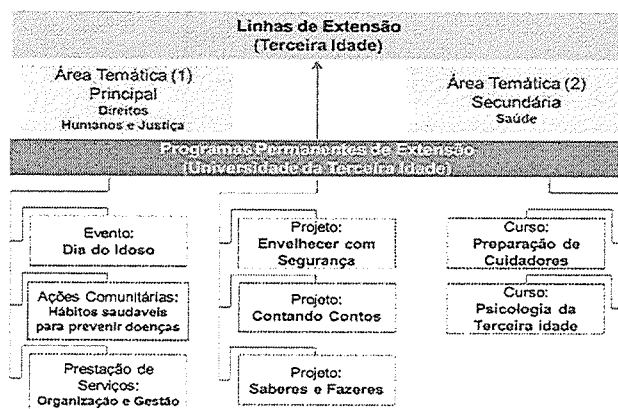 Linhas de Extensão
(Terceira Idade)
Área Temática (1)
Principal
Direitos
Humanos e Justiça
Área Temática (2)
Secundária
Saúde
Programas Permanentes de Extensão
(Universidade da Terceira Idade)
Evento:
Dia do Idoso
Ações Comunitárias:
Hábitos saudaveis
para prevenir doenças
Prestação de
Serviços:
Organização e Gestão
Projeto:
Envelhecer com
Segurança
Projeto:
Contando Contos
Projeto:
Saberes e Fazeres
Curso:
Preparação de
Cuidadores
Curso:
Psicologia da
Terceira idade